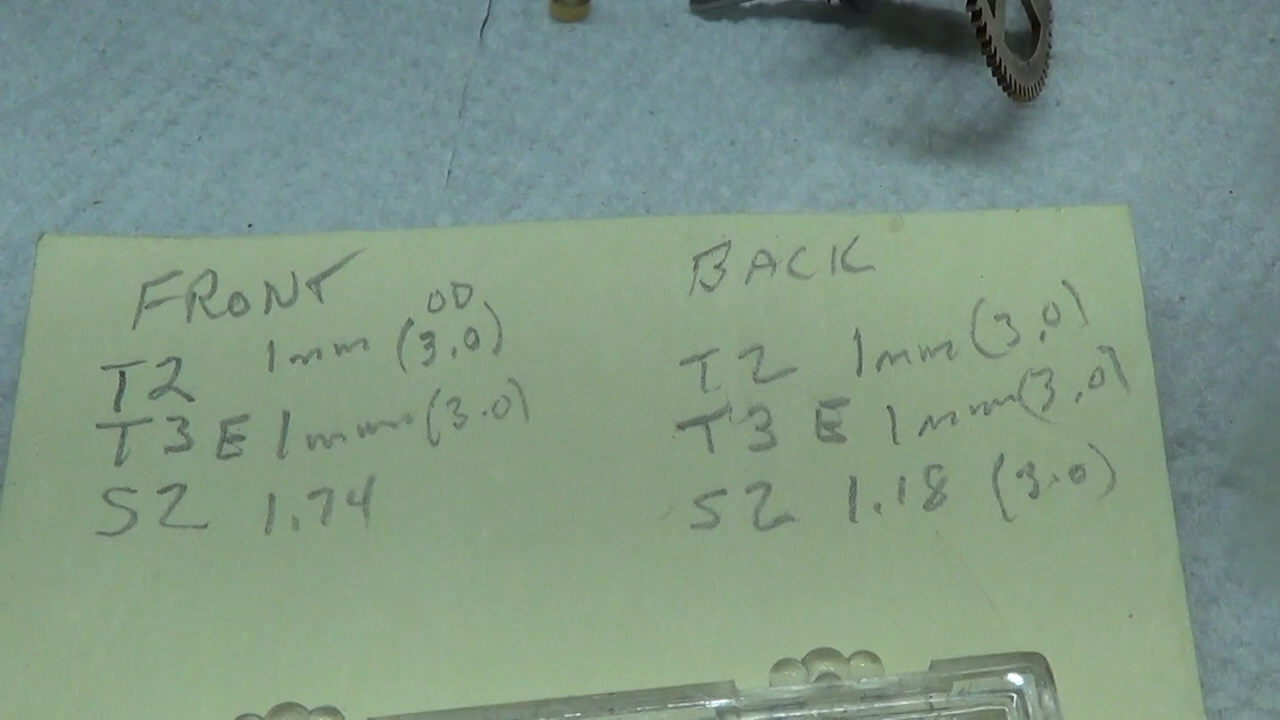 FRONT
OD
T2 1mm (3.0)
T3 E 1mm (3.0)
S2 1.74
BACK
T2 1mm (3.0)
T3 E 1mm (3.0)
S2 1.18 (3.0)